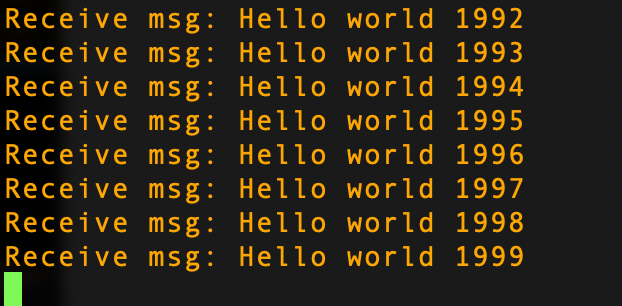 Receive msg: Hello world 1992
Receive msg: Hello world 1993
Receive msg: Hello world 1994
Receive msg: Hello world 1995
Receive msg: Hello world 1996
Receive msg: Hello world 1997
Receive msg: Hello world 1998
Receive msg: Hello world 1999